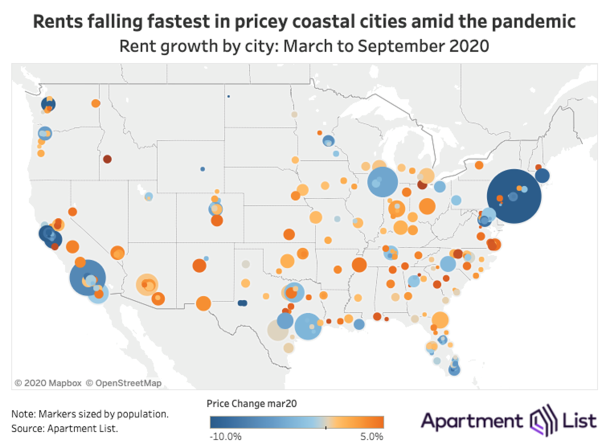 Rents falling fastest in pricey coastal cities amid the pandemic
Rent growth by city: March to September 2020
© 2020 Mapbox © OpenStreetMap
Note: Markers sized by population.
Source: Apartment List.
Price Change mar20
-10.0% 5.0%
Apartment List